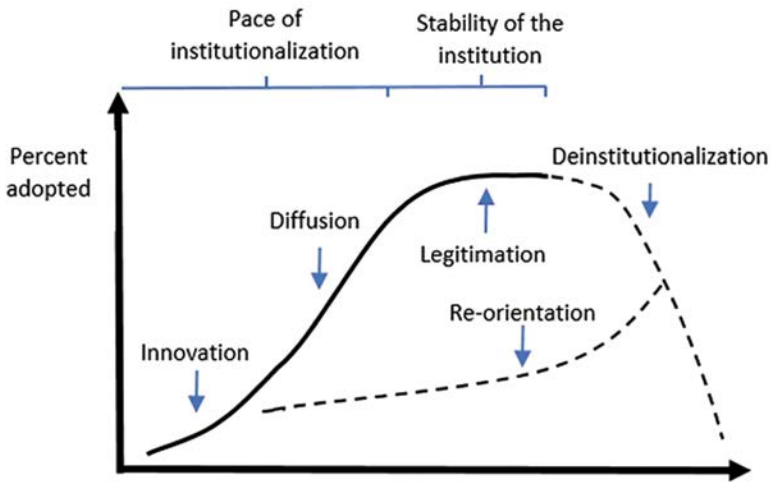 Pace of
institutionalization
Stability of the
institution
Percent
adopted
Deinstitutionalization
Diffusion
Legitimation
Re-orientation
Innovation